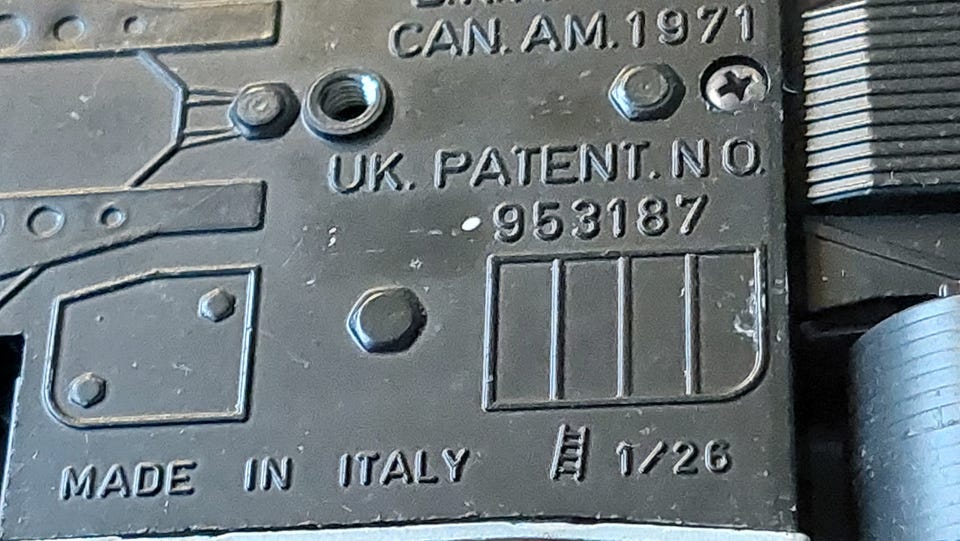 CAN. AM. 1971
UK. PATENT. NO.
953187
MADE IN ITALY 1/26